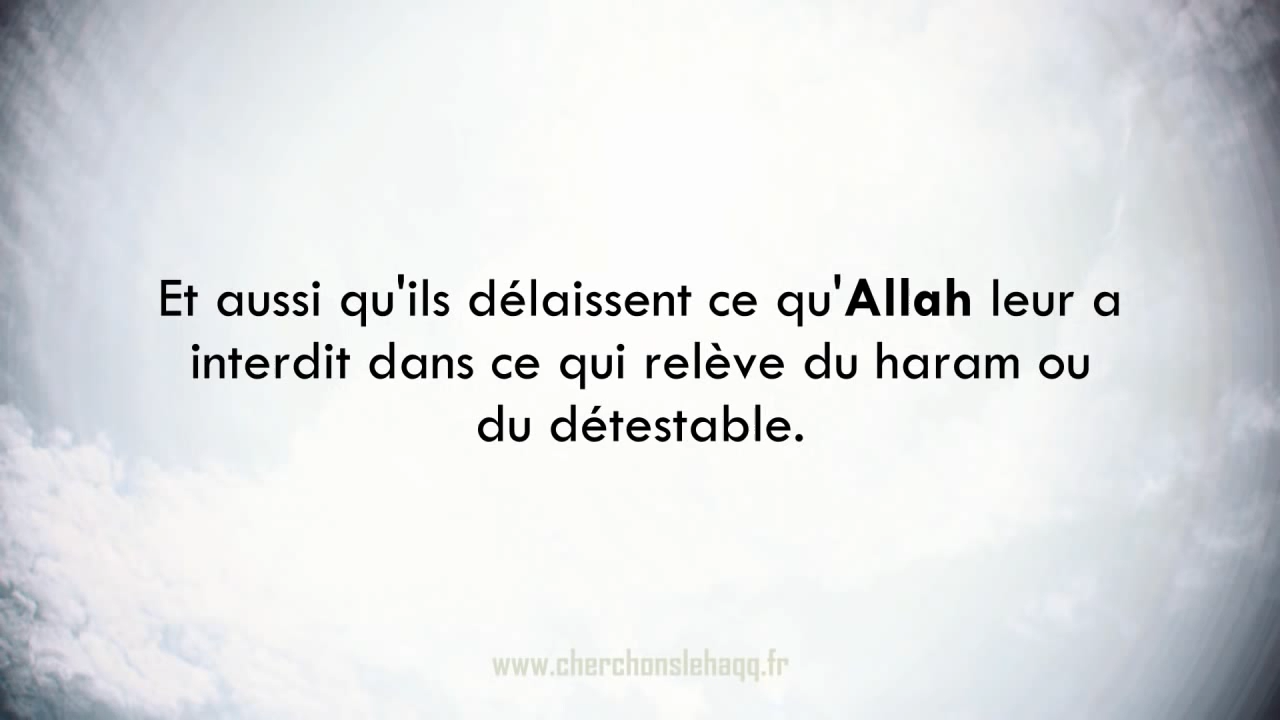 Et aussi qu'ils délaissent ce qu'Allah leur a
interdit dans ce qui relève du haram ou
du détestable.
www.cherchonslehaqq.fr